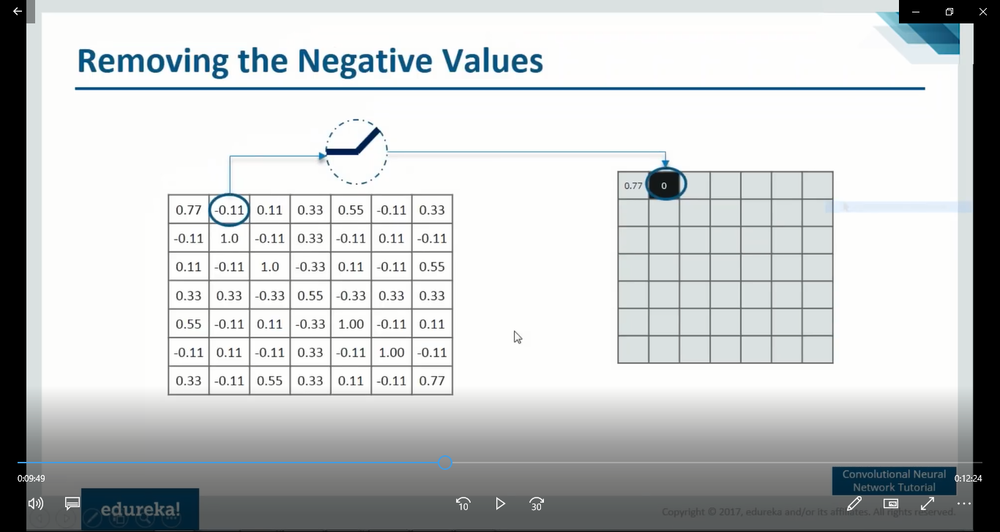 Removing the Negative Values
0.77 -0.11 0.11 0.33 0.55 -0.11 0.33
-0.11 1.0 -0.11 0.33 -0.11 0.11 -0.11
0.11 -0.11 1.0 -0.33 0.11 -0.11 0.55
0.33 0.33 -0.33 0.55 -0.33 0.33 0.33
0.55 -0.11 0.11 -0.33 1.00 -0.11 0.11
-0.11 0.11 -0.11 0.33 -0.11 1.00 -0.11
0.33 -0.11 0.55 0.33 0.11 -0.11 0.77
0.77 0
Convolutional Neural
Network Tutorial
0:09:49
0:12:24
10
30
edureka!
Copyright © 2017, edureka and/or its affiliates. All rights reserved.